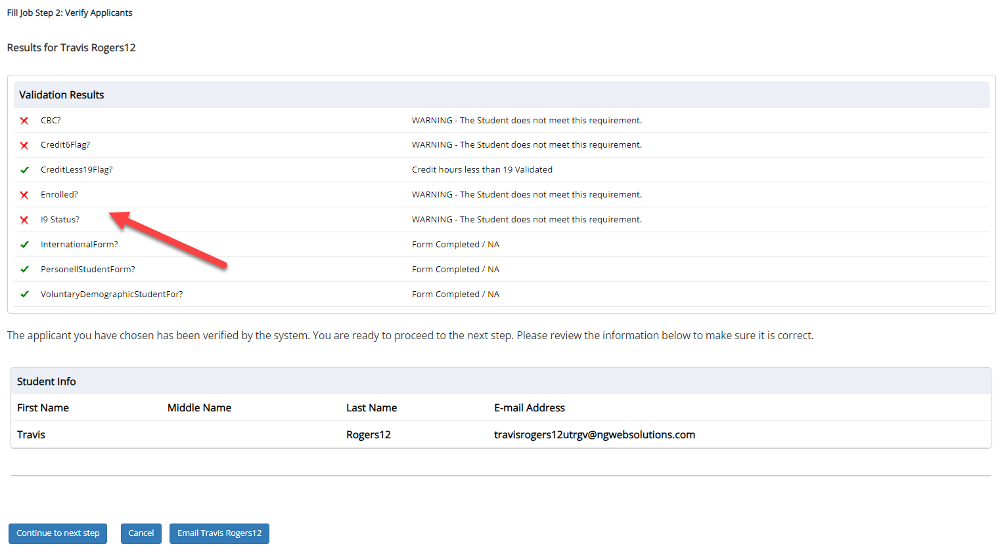 Fill Job Step 2: Verify Applicants
Results for Travis Rogers12
Validation Results
CBC? WARNING - The Student does not meet this requirement.
Credit6Flag? WARNING - The Student does not meet this requirement.
CreditLess19Flag? Credit hours less than 19 Validated
Enrolled? WARNING - The Student does not meet this requirement.
I9 Status? WARNING - The Student does not meet this requirement.
InternationalForm? Form Completed / NA
PersonellStudentForm? Form Completed / NA
VoluntaryDemographicStudentFor? Form Completed / NA
The applicant you have chosen has been verified by the system. You are ready to proceed to the next step. Please review the information below to make sure it is correct.
Student Info
First Name Middle Name Last Name E-mail Address
Travis Rogers12 travisrogers12utrgv@ngwebsolutions.com
Continue to next step Cancel Email Travis Rogers12